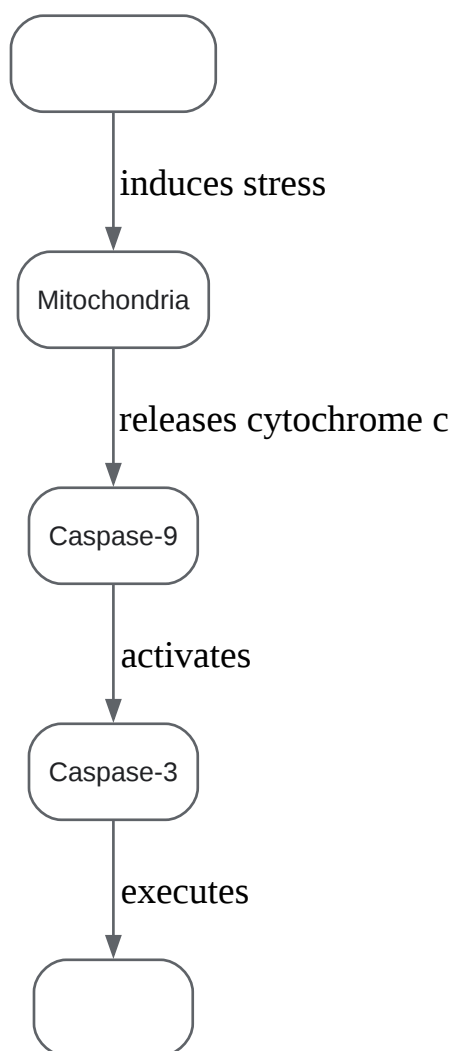 induces stress
Mitochondria
releases cytochrome c
Caspase-9
activates
Caspase-3
executes